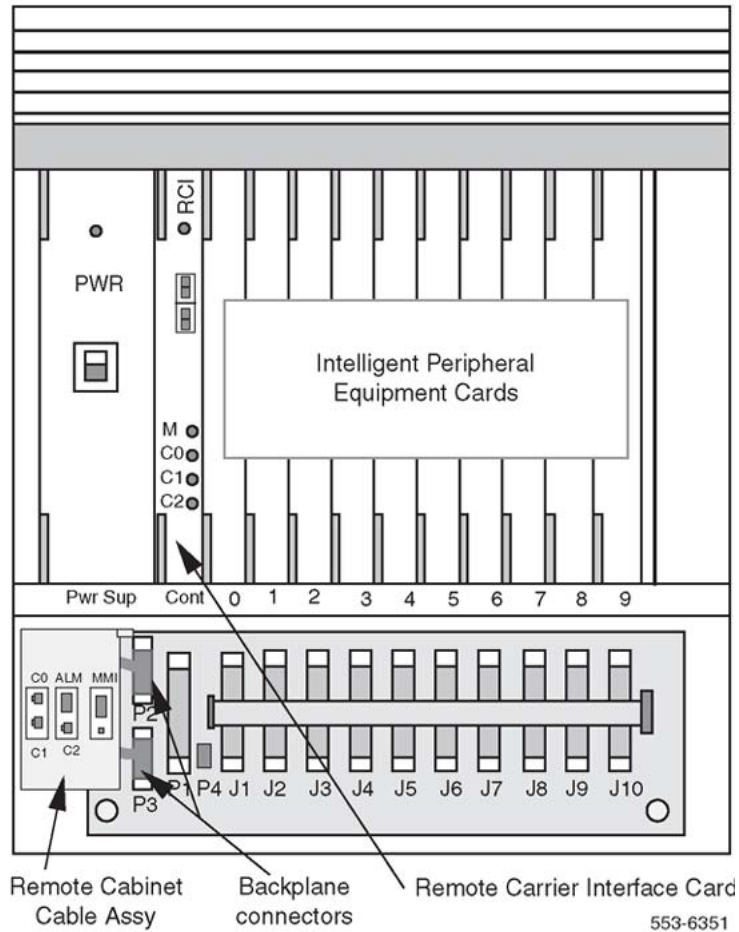 RCI
PWR
Intelligent Peripheral
Equipment Cards
M
C0
C1
C2
Pwr Sup Cont 0 1 2 3 4 5 6 7 8 9
C0 ALM MMI
C1 C2
P2
P3
P1 P4 J1 J2 J3 J4 J5 J6 J7 J8 J9 J10
Remote Cabinet
Cable Assy
Backplane
connectors
Remote Carrier Interface Card
553-6351